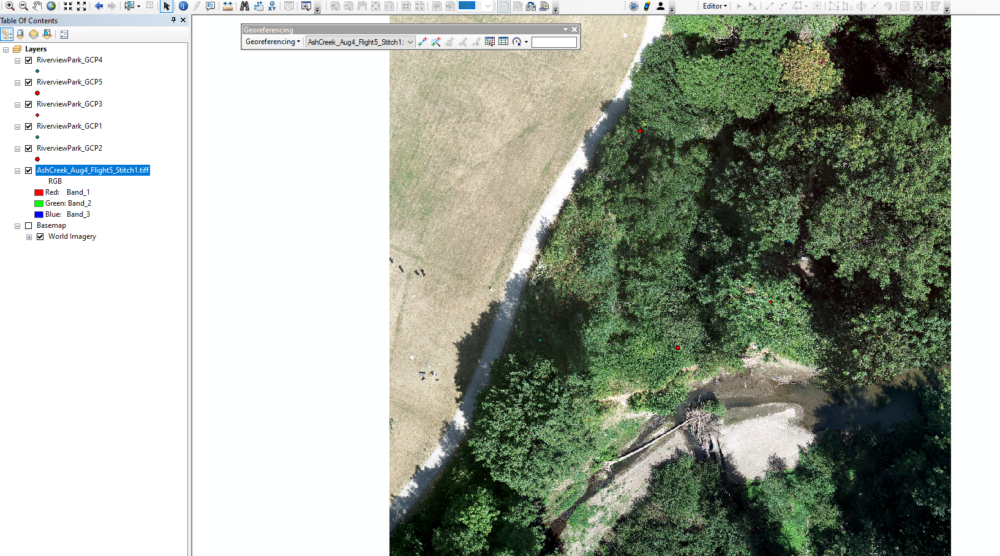 100%
Editor
Table Of Contents
Georeferencing
Georeferencing
AshCreek_Aug4_Flight5_Stitch1.
Layers
RiverviewPark_GCP4
RiverviewPark_GCP5
RiverviewPark_GCP3
RiverviewPark_GCP1
RiverviewPark_GCP2
AshCreek_Aug4_Flight5_Stitch1.tiff
RGB
Red: Band_1
Green: Band_2
Blue: Band_3
Basemap
World Imagery